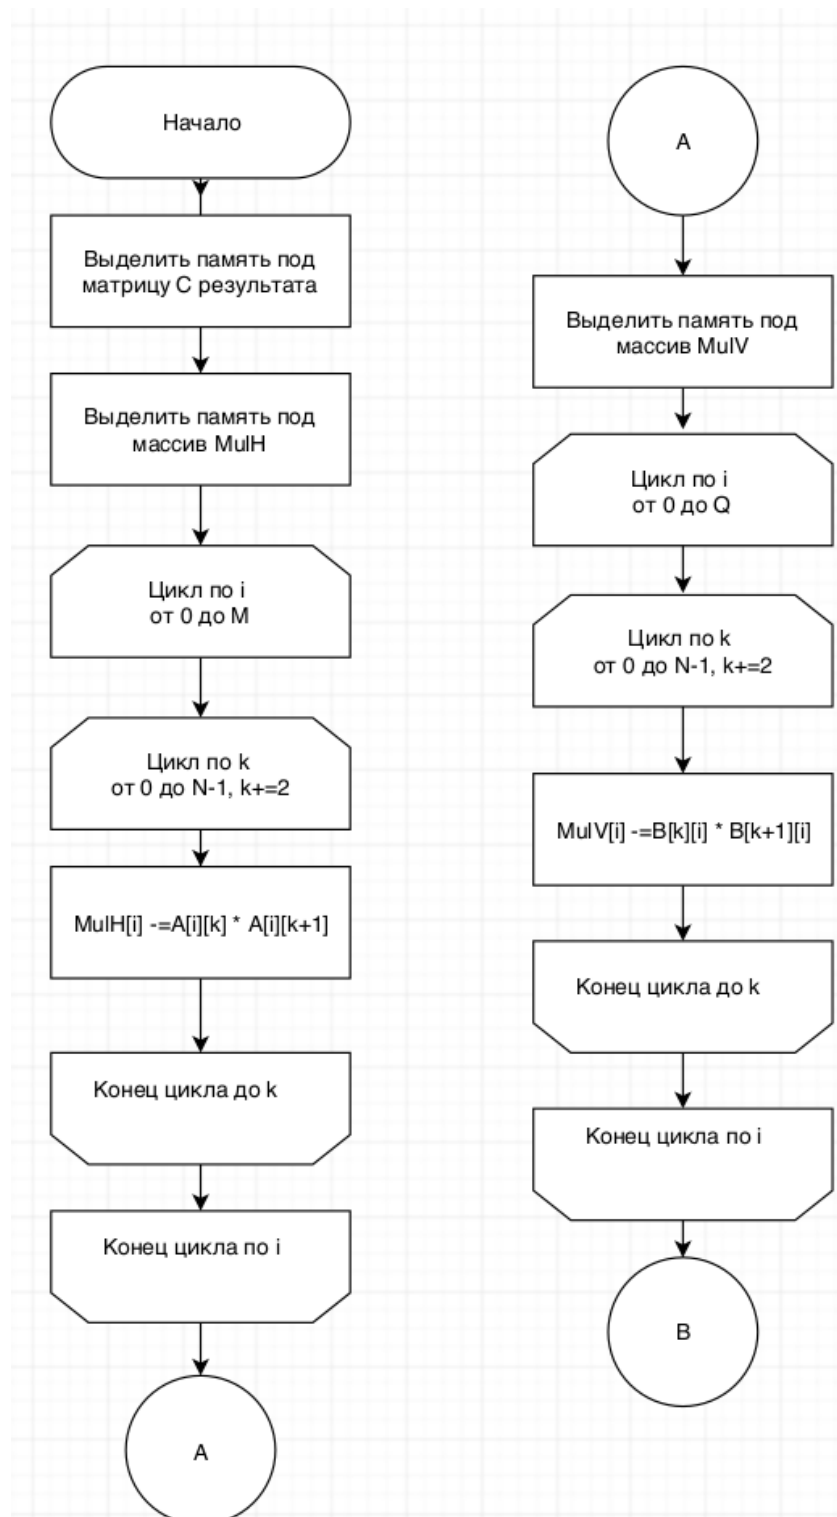 Начало
Выделить память под
матрицу C результата
Выделить память под
массив MulH
Цикл по i
от 0 до M
Цикл по k
от 0 до N-1, k+=2
MulH[i] -=A[i][k] * A[i][k+1]
Конец цикла до k
Конец цикла по i
A
A
Выделить память под
массив MulV
Цикл по i
от 0 до Q
Цикл по k
от 0 до N-1, k+=2
MulV[i] -=B[k][i] * B[k+1][i]
Конец цикла до k
Конец цикла по i
B